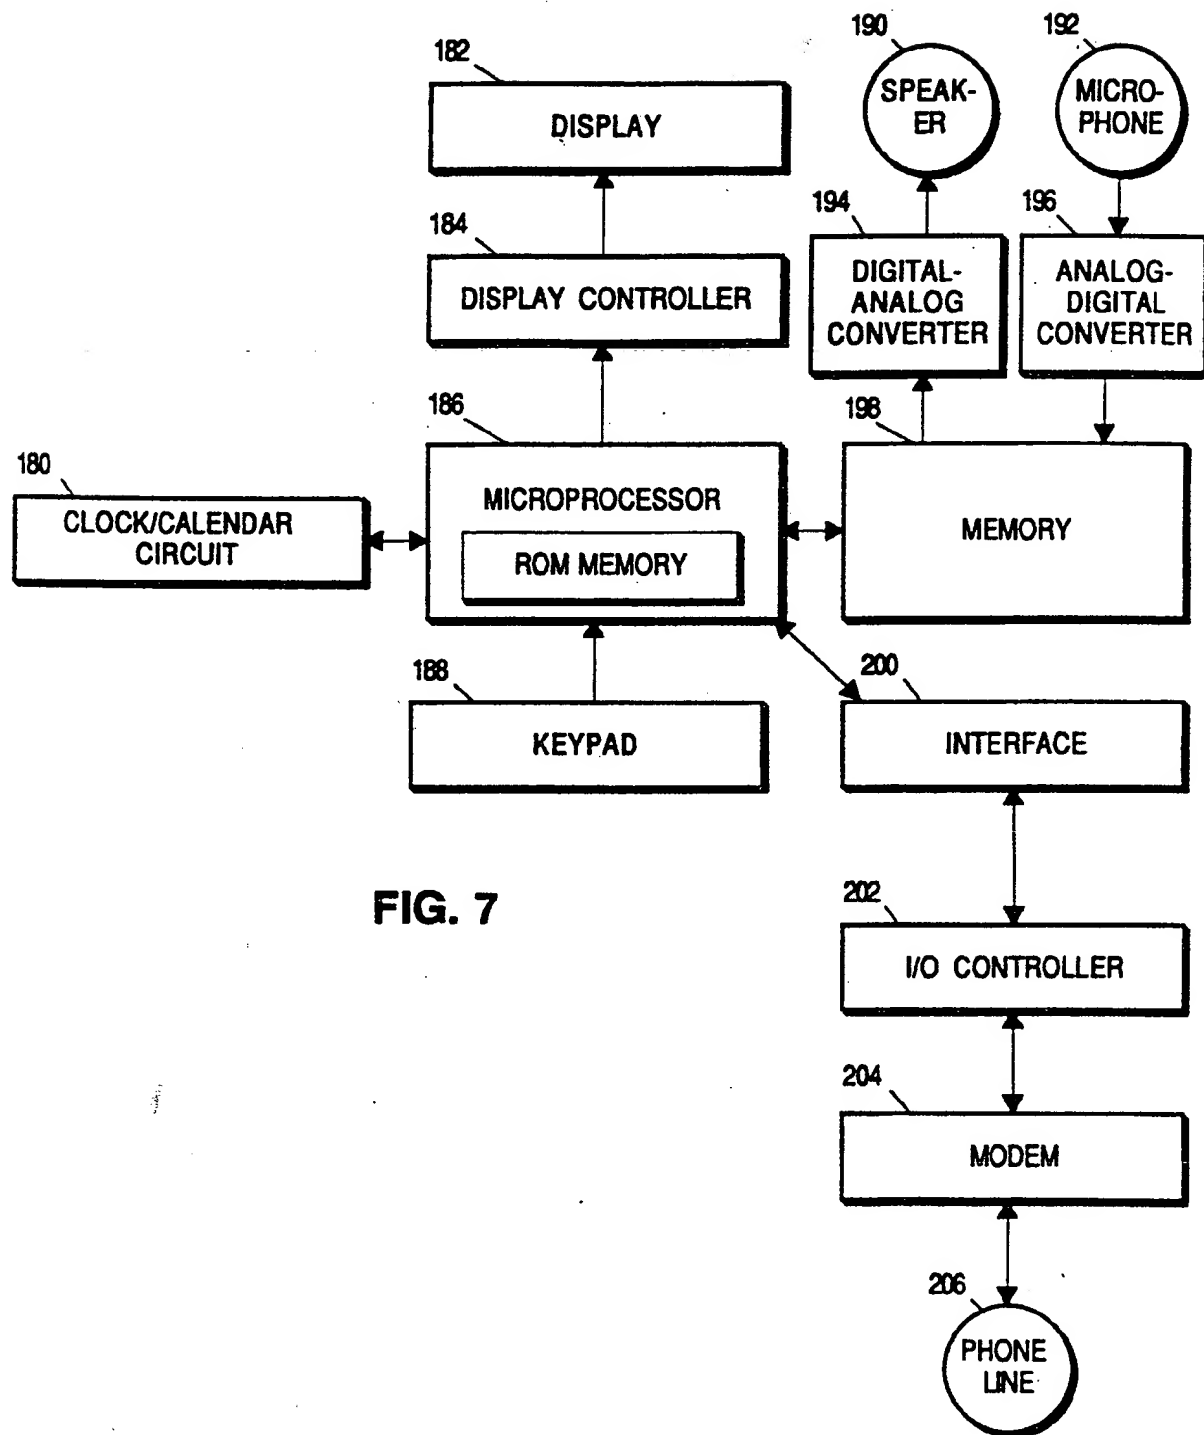 182
DISPLAY
190
SPEAK-
ER
192
MICRO-
PHONE
184
DISPLAY CONTROLLER
194
DIGITAL-
ANALOG
CONVERTER
196
ANALOG-
DIGITAL
CONVERTER
186
MICROPROCESSOR
ROM MEMORY
198
MEMORY
180
CLOCK/CALENDAR
CIRCUIT
188
KEYPAD
200
INTERFACE
FIG. 7
202
I/O CONTROLLER
204
MODEM
206
PHONE
LINE